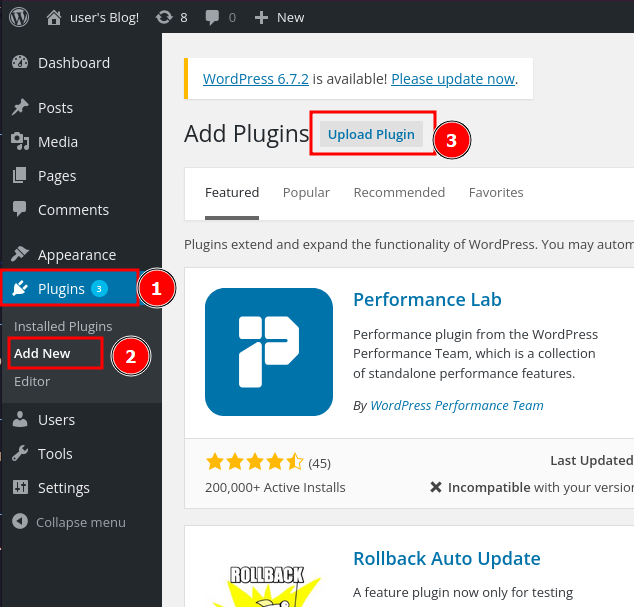 user's Blog! 8 0 New
Dashboard
Posts
Media
Pages
Comments
Appearance
Plugins 3
1
Installed Plugins
Add New
2
Editor
Users
Tools
Settings
Collapse menu
WordPress 6.7.2 is available! Please update now.
Add Plugins Upload Plugin
3
Featured Popular Recommended Favorites
Plugins extend and expand the functionality of WordPress. You may autom
Performance Lab
Performance plugin from the WordPress
Performance Team, which is a collection
of standalone performance features.
By WordPress Performance Team
(45)
Last Updated
200,000+ Active Installs
Incompatible with your version
ROLLBACK
Rollback Auto Update
A feature plugin now only for testing